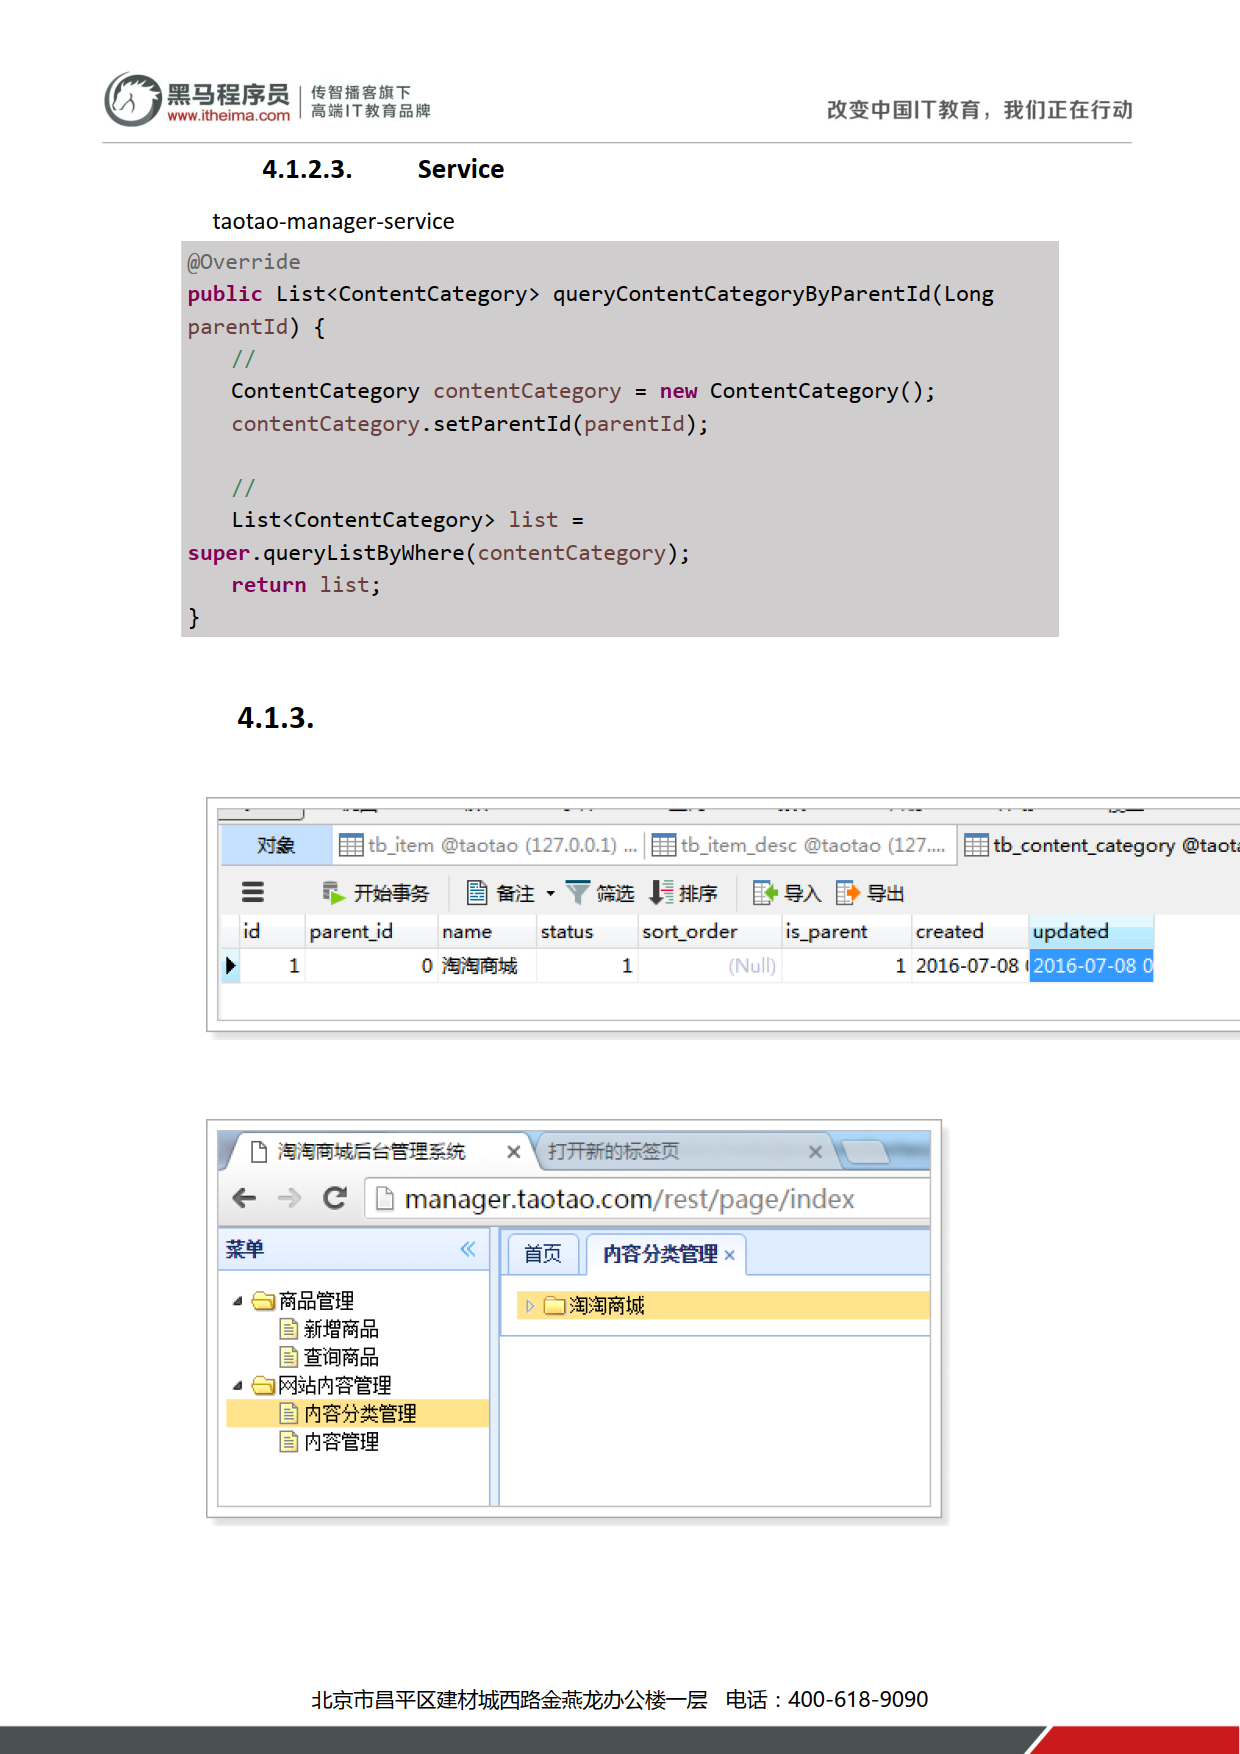 黑马程序员
www.itheima.com
传智播客旗下
高端IT教育品牌
改变中国IT教育，我们正在行动
4.1.2.3. Service
taotao-manager-service
@Override
public List<ContentCategory> queryContentCategoryByParentId(Long
parentId) {
//
ContentCategory contentCategory = new ContentCategory();
contentCategory.setParentId(parentId);
//
List<ContentCategory> list =
super.queryListByWhere(contentCategory);
return list;
}
4.1.3.
对象 tb_item @taotao (127.0.0.1) ... tb_item_desc @taotao (127.... tb_content_category @taota
开始事务 备注 筛选 排序 导入 导出
id parent_id name status sort_order is_parent created updated
1 0 淘淘商城 1 (Null) 1 2016-07-08 2016-07-08 0
淘淘商城后台管理系统 打开新的标签页
manager.taotao.com/rest/page/index
菜单 首页 内容分类管理
商品管理 淘淘商城
新增商品
查询商品
网站内容管理
内容分类管理
内容管理
北京市昌平区建材城西路金燕龙办公楼一层 电话：400-618-9090